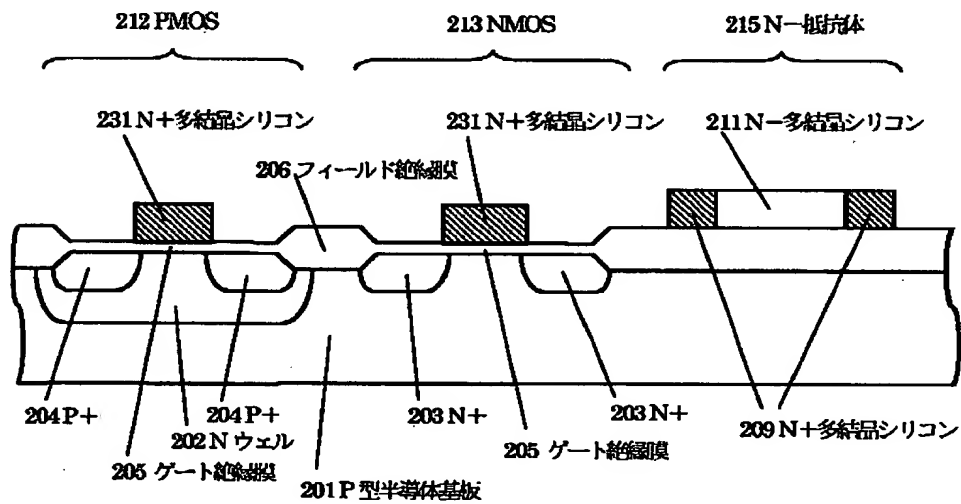 212 PMOS
213 NMOS
215 N−抵抗体
231 N+多結晶シリコン
231 N+多結晶シリコン
211 N−多結晶シリコン
206 フィールド絶縁膜
204 P+
204 P+
203 N+
203 N+
209 N+多結晶シリコン
202 N ウェル
205 ゲート絶縁膜
205 ゲート絶縁膜
201 P 型半導体基板